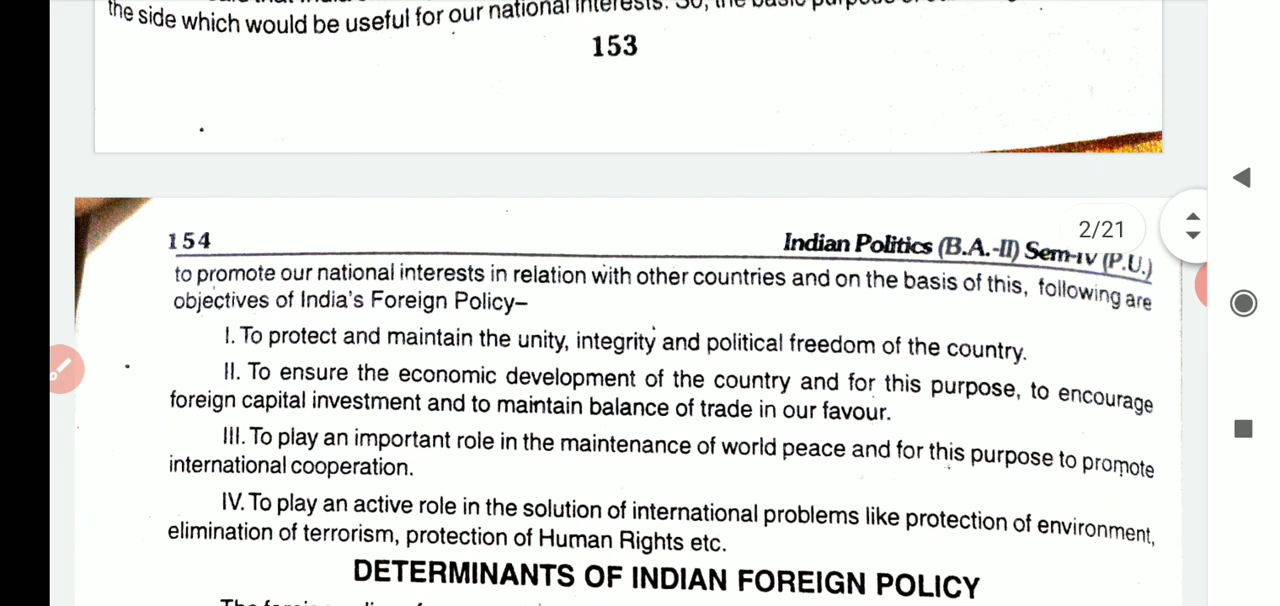 the side which would be useful for our national interests. So, the basic purpose of
153
2/21
154 Indian Politics (B.A.-II) Sem-IV (P.U.)
to promote our national interests in relation with other countries and on the basis of this, following are
objectives of India's Foreign Policy–
I. To protect and maintain the unity, integrity and political freedom of the country.
II. To ensure the economic development of the country and for this purpose, to encourage
foreign capital investment and to maintain balance of trade in our favour.
III. To play an important role in the maintenance of world peace and for this purpose to promote
international cooperation.
IV. To play an active role in the solution of international problems like protection of environment,
elimination of terrorism, protection of Human Rights etc.
DETERMINANTS OF INDIAN FOREIGN POLICY